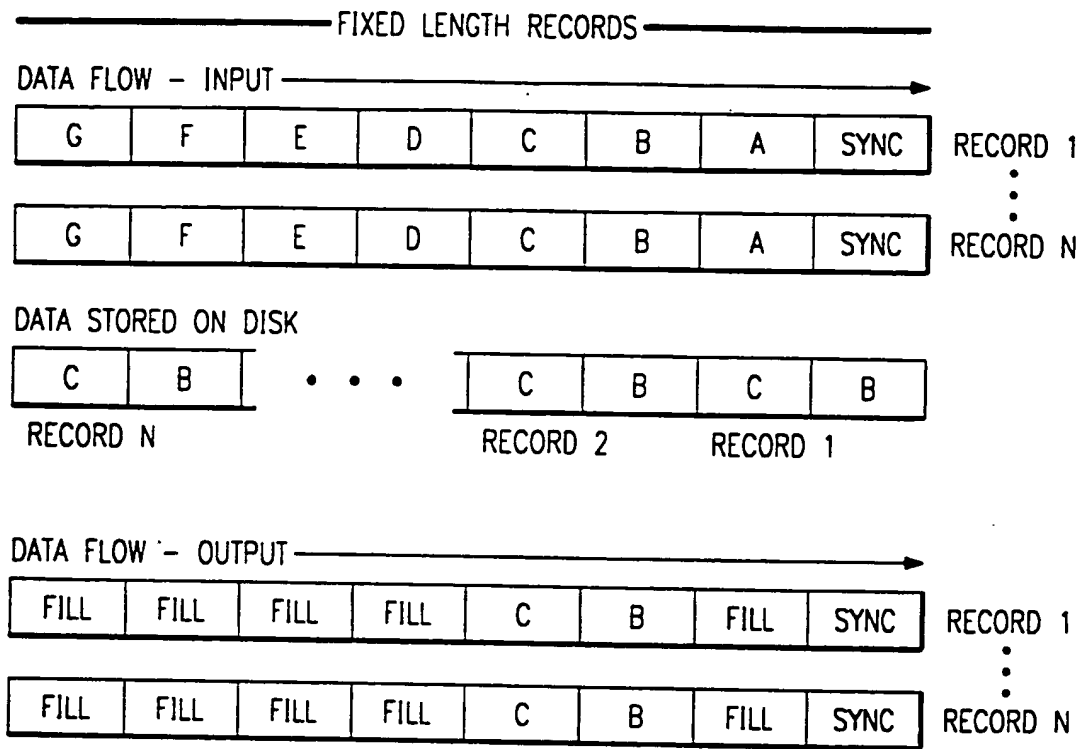 FIXED LENGTH RECORDS
DATA FLOW - INPUT
G F E D C B A SYNC RECORD 1
G F E D C B A SYNC RECORD N
DATA STORED ON DISK
C B • • • C B C B
RECORD N RECORD 2 RECORD 1
DATA FLOW - OUTPUT
FILL FILL FILL FILL C B FILL SYNC RECORD 1
FILL FILL FILL FILL C B FILL SYNC RECORD N